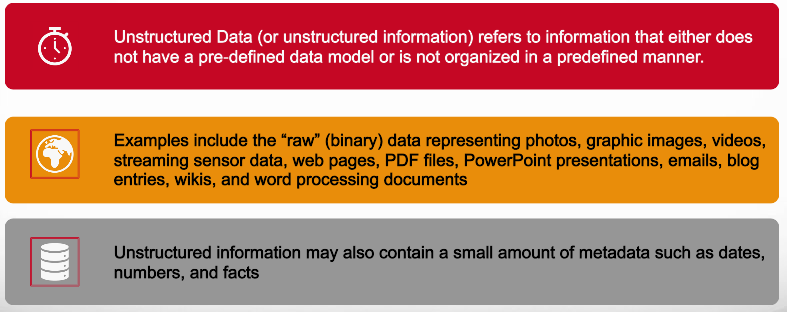 Unstructured Data (or unstructured information) refers to information that either does
not have a pre-defined data model or is not organized in a predefined manner.
Examples include the “raw” (binary) data representing photos, graphic images, videos,
streaming sensor data, web pages, PDF files, PowerPoint presentations, emails, blog
entries, wikis, and word processing documents
Unstructured information may also contain a small amount of metadata such as dates,
numbers, and facts